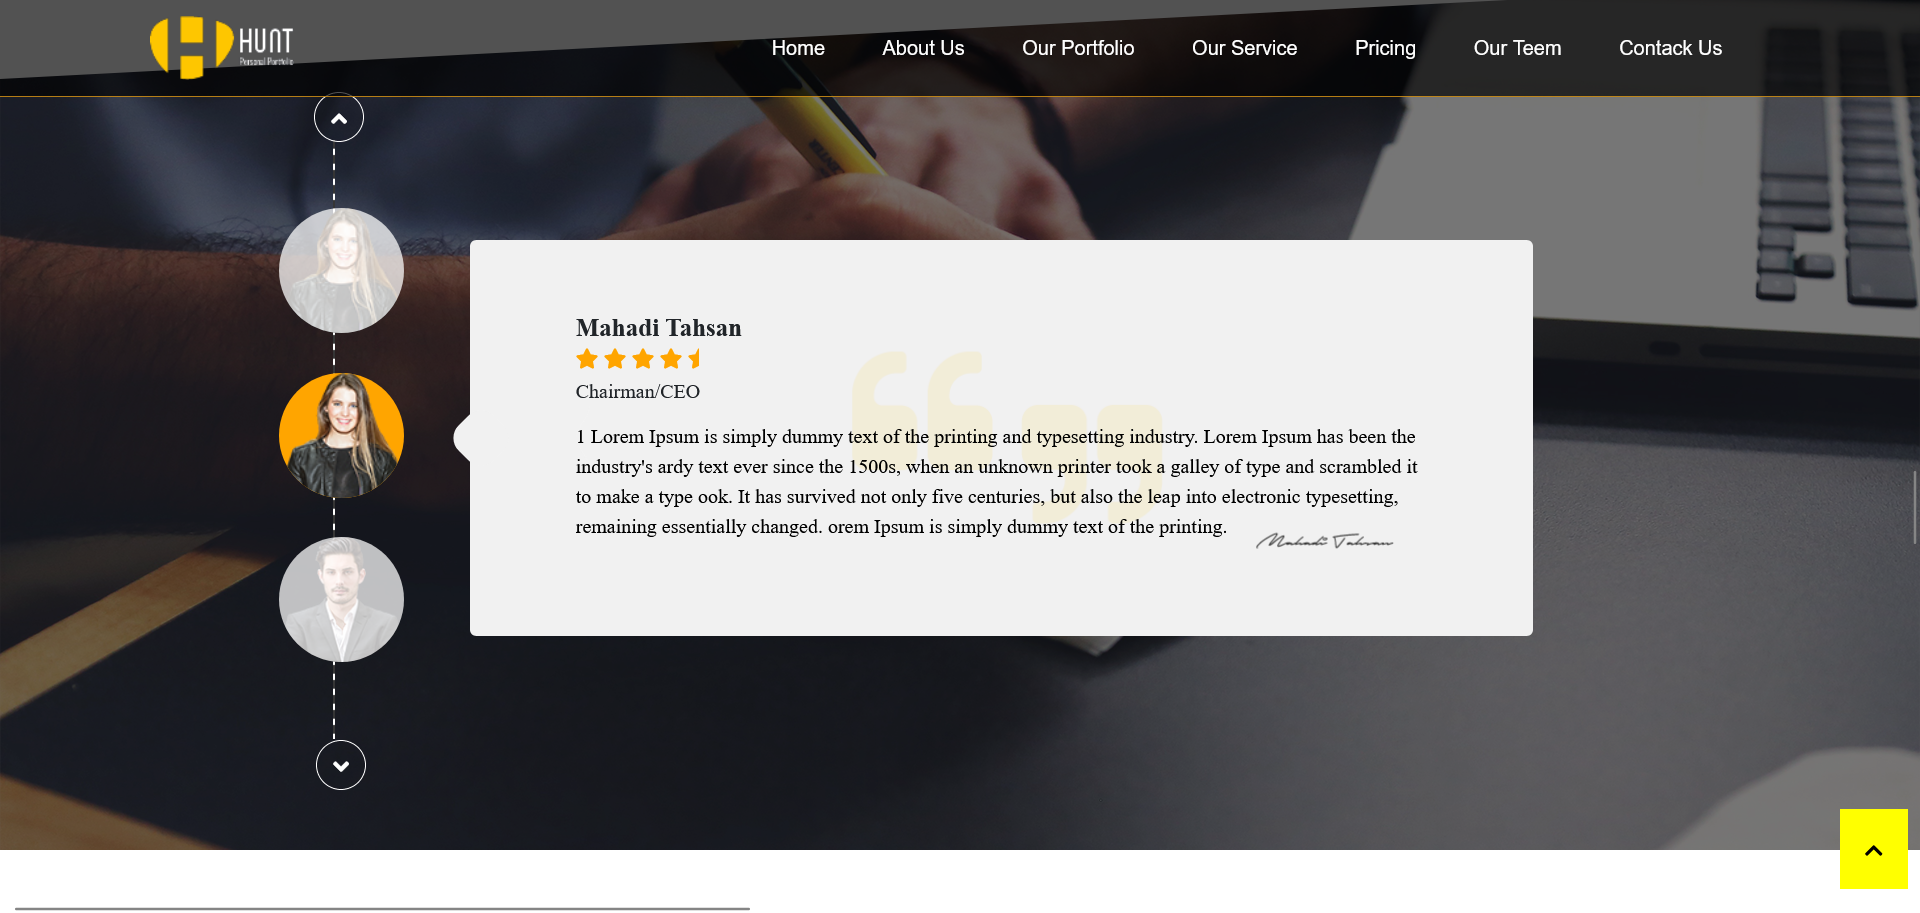 HUNT
Personal Portfolio
Home About Us Our Portfolio Our Service Pricing Our Teem Contack Us
Mahadi Tahsan
Chairman/CEO
1 Lorem Ipsum is simply dummy text of the printing and typesetting industry. Lorem Ipsum has been the
industry's ardy text ever since the 1500s, when an unknown printer took a galley of type and scrambled it
to make a type ook. It has survived not only five centuries, but also the leap into electronic typesetting,
remaining essentially changed. orem Ipsum is simply dummy text of the printing.
Mahadi Tahsan